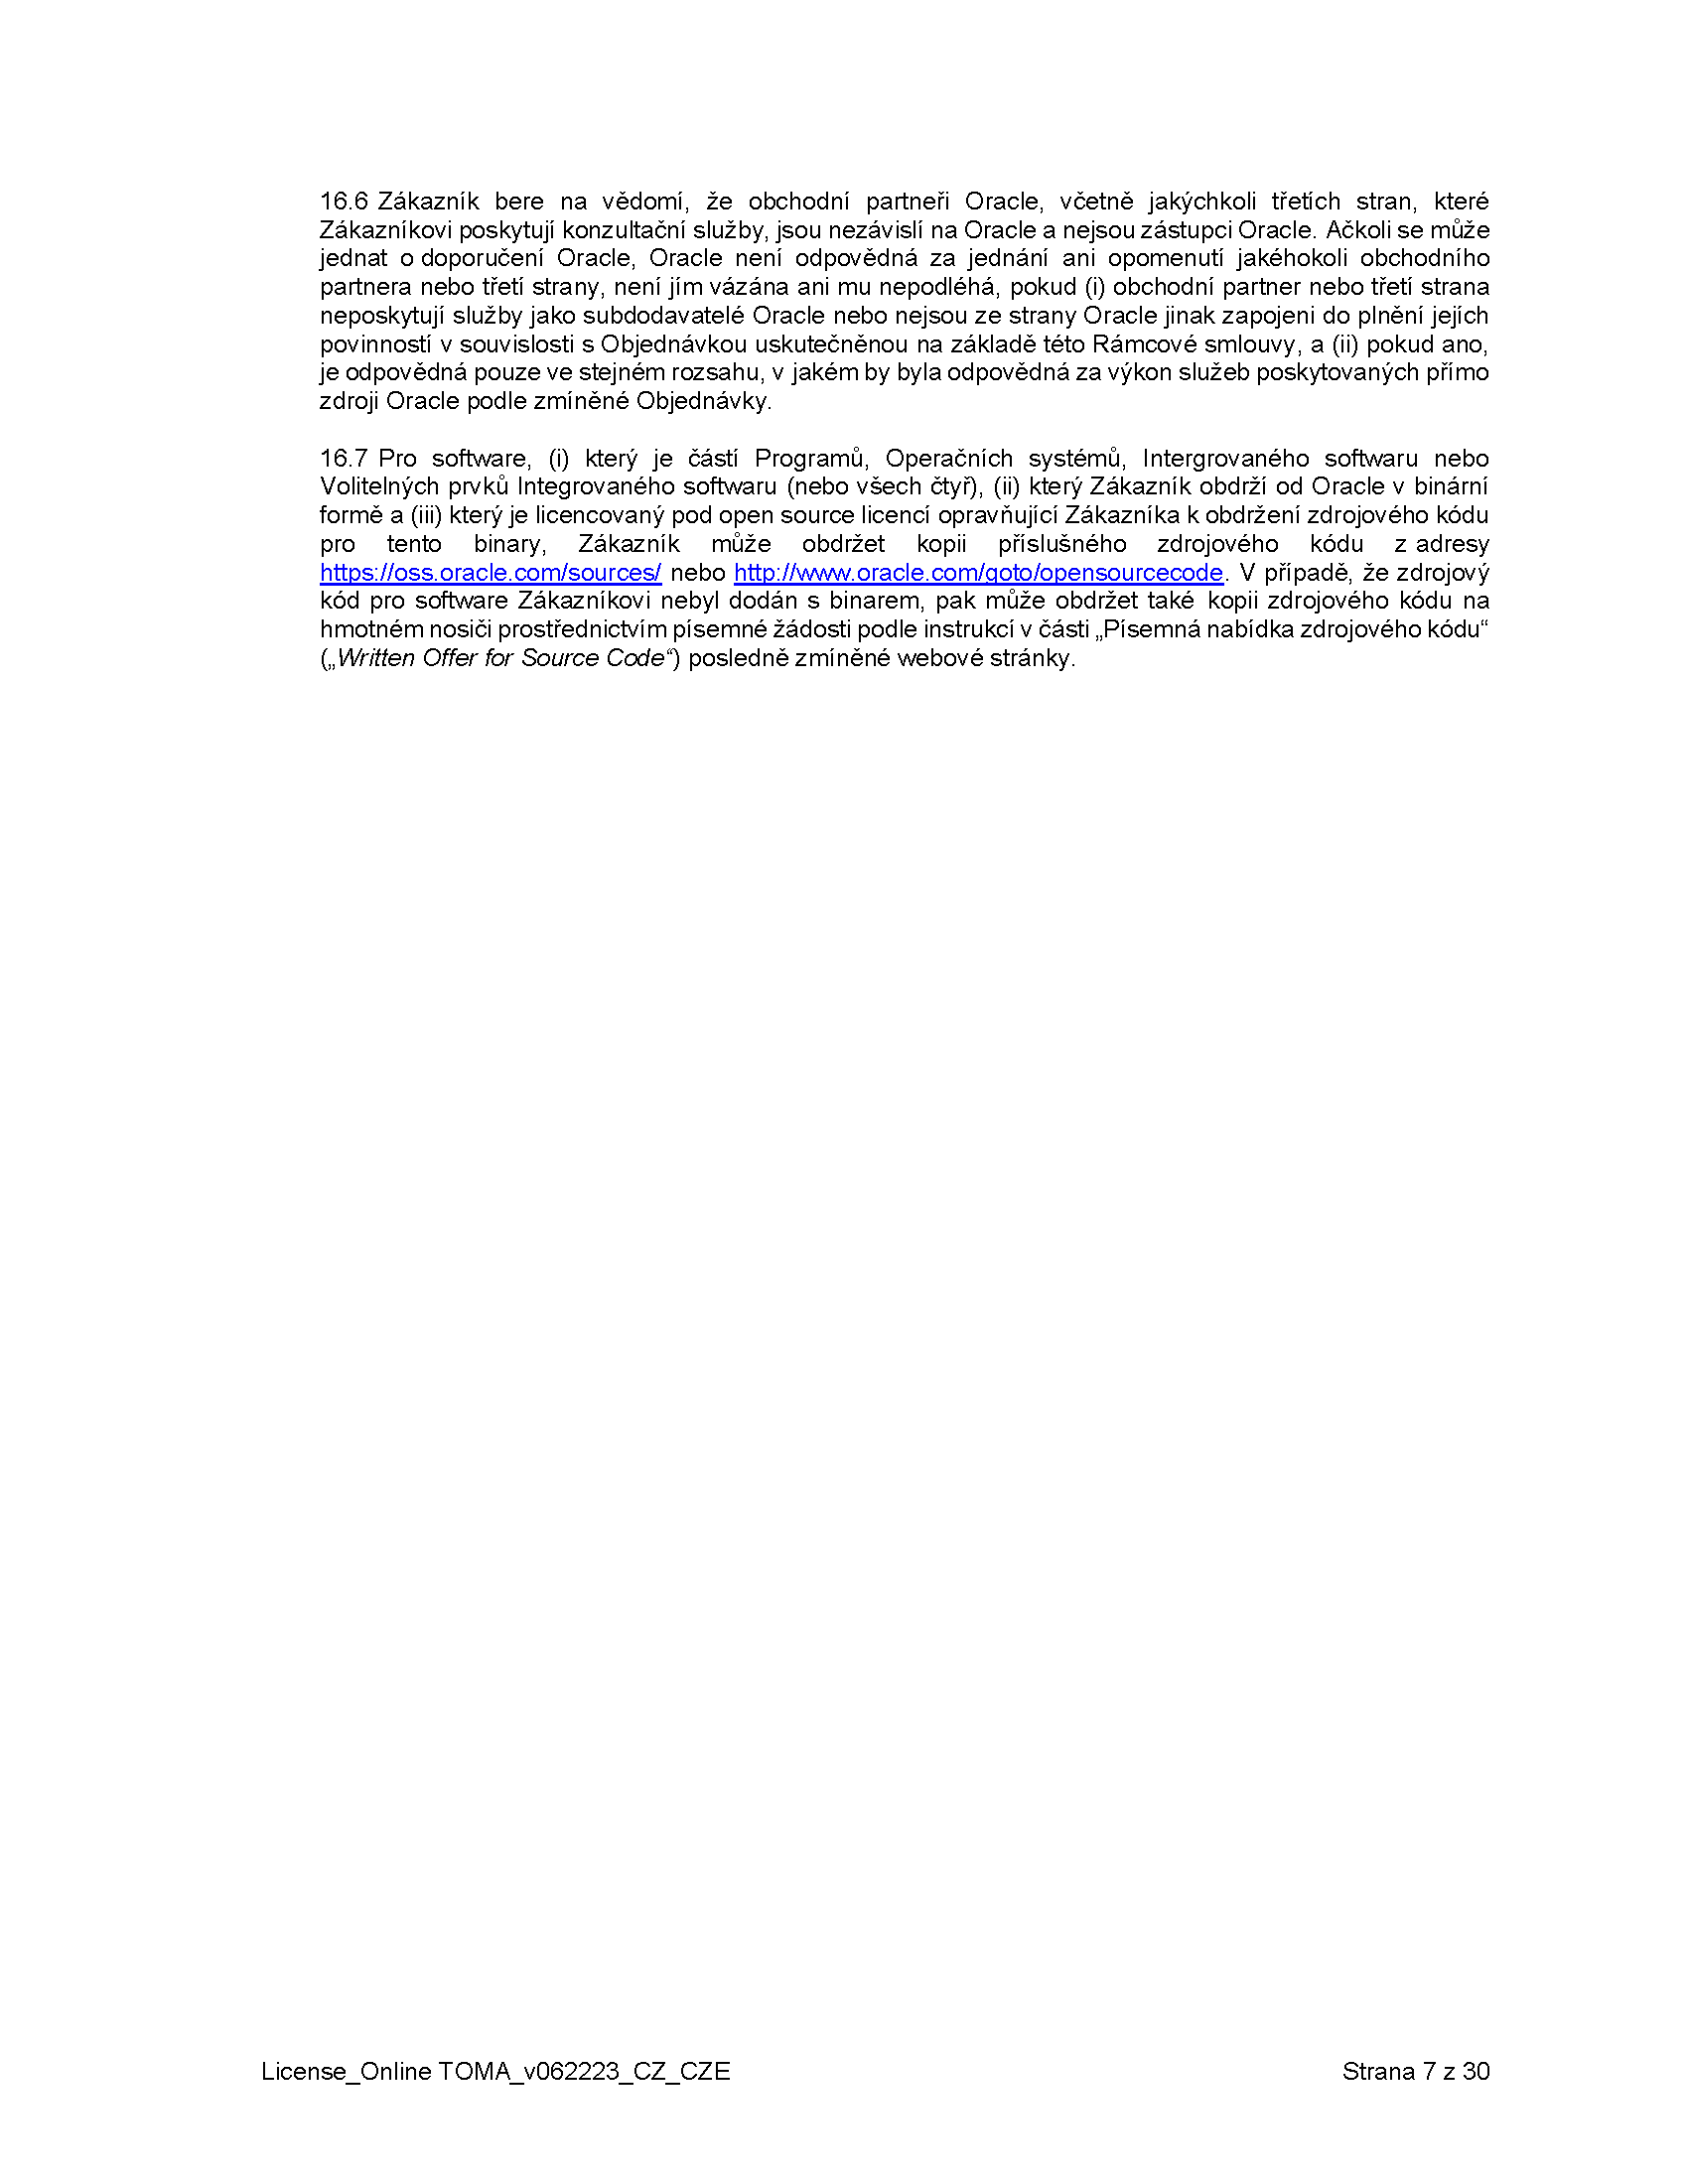 16.6 Zákazník bere na vědomí, že obchodní partneři Oracle, včetně jakýchkoli třetích stran, které
Zákazníkovi poskytují konzultační služby, jsou nezávislí na Oracle a nejsou zástupci Oracle. Ačkoli se může
jednat o doporučení Oracle, Oracle není odpovědná za jednání ani opomenutí jakéhokoli obchodního
partnera nebo třetí strany, není jím vázána ani mu nepodléhá, pokud (i) obchodní partner nebo třetí strana
neposkytují služby jako subdodavatelé Oracle nebo nejsou ze strany Oracle jinak zapojeni do plnění jejích
povinností v souvislosti s Objednávkou uskutečněnou na základě této Rámcové smlouvy, a (ii) pokud ano,
je odpovědná pouze ve stejném rozsahu, v jakém by byla odpovědná za výkon služeb poskytovaných přímo
zdroji Oracle podle zmíněné Objednávky.
16.7 Pro software, (i) který je částí Programů, Operačních systémů, Intergrovaného softwaru nebo
Volitelných prvků Integrovaného softwaru (nebo všech čtyř), (ii) který Zákazník obdrží od Oracle v binární
formě a (iii) který je licencovaný pod open source licencí opravňující Zákazníka k obdržení zdrojového kódu
pro tento binary, Zákazník může obdržet kopii příslušného zdrojového kódu z adresy
https://oss.oracle.com/sources/ nebo http://www.oracle.com/goto/opensourcecode. V případě, že zdrojový
kód pro software Zákazníkovi nebyl dodán s binarem, pak může obdržet také kopii zdrojového kódu na
hmotném nosiči prostřednictvím písemné žádosti podle instrukcí v části „Písemná nabídka zdrojového kódu“
(„Written Offer for Source Code“) posledně zmíněné webové stránky.
License_Online TOMA_v062223_CZ_CZE
Strana 7 z 30